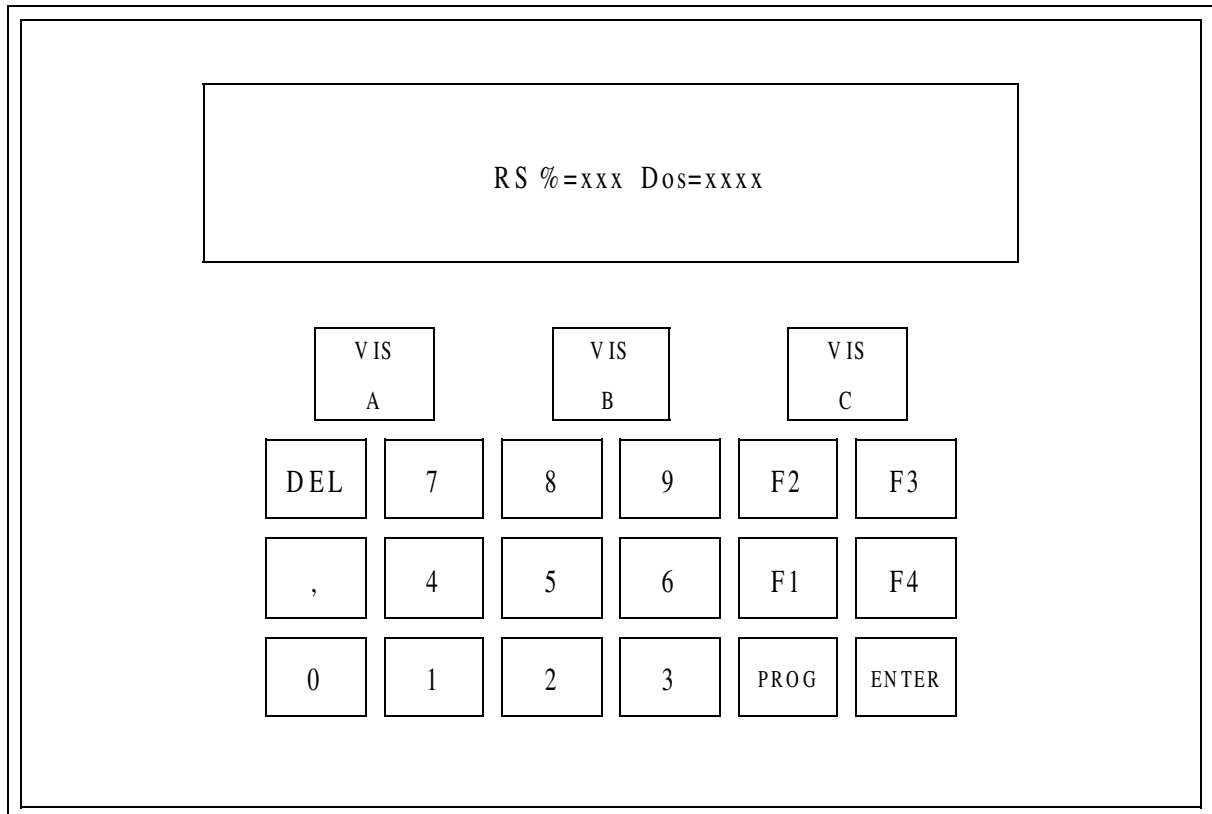 RS %=xxx Dos=xxxx
VIS VIS VIS
A B C
DEL 7 8 9 F2 F3
, 4 5 6 F1 F4
0 1 2 3 PROG ENTER